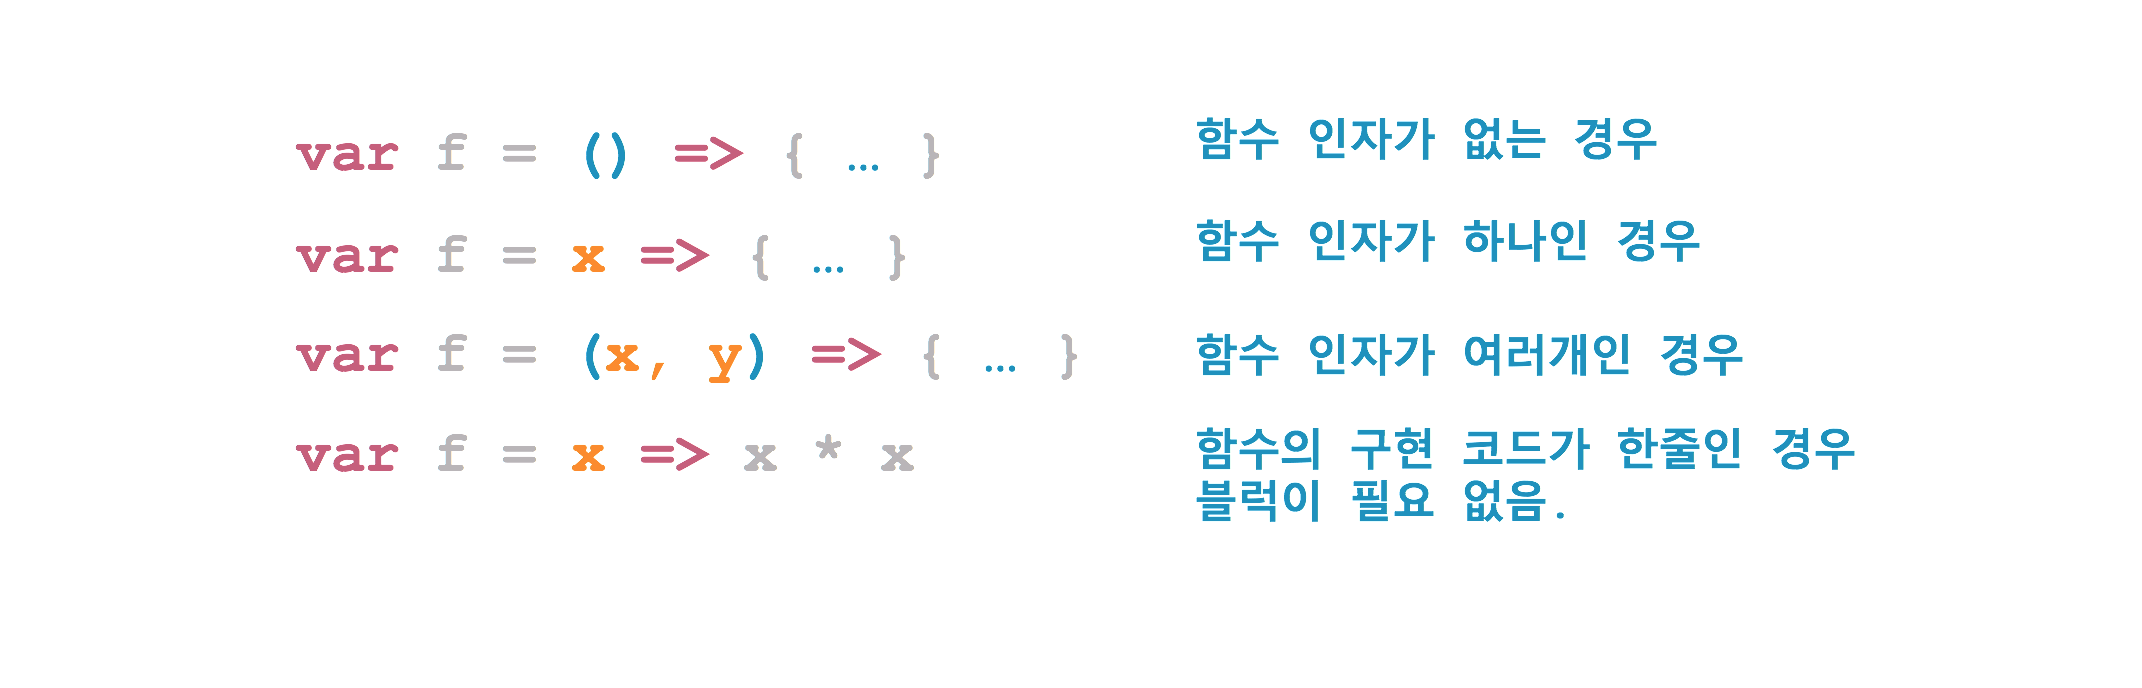 var f = () => { … } 함수 인자가 없는 경우
var f = x => { … } 함수 인자가 하나인 경우
var f = (x, y) => { … } 함수 인자가 여러개인 경우
var f = x => x * x 함수의 구현 코드가 한줄인 경우
블럭이 필요 없음.